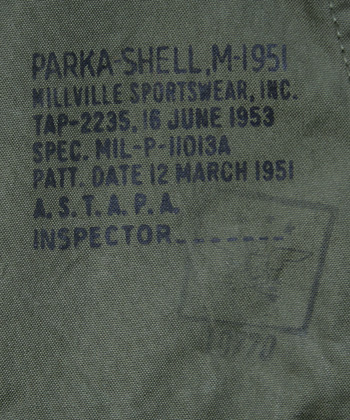 PARKA-SHELL, M-1951
MILLVILLE SPORTSWEAR, INC.
TAP-2235, 16 JUNE 1953
SPEC. MIL-P-11013A
PATT. DATE 12 MARCH 1951
A. S. T. A. P. A.
INSPECTOR--------